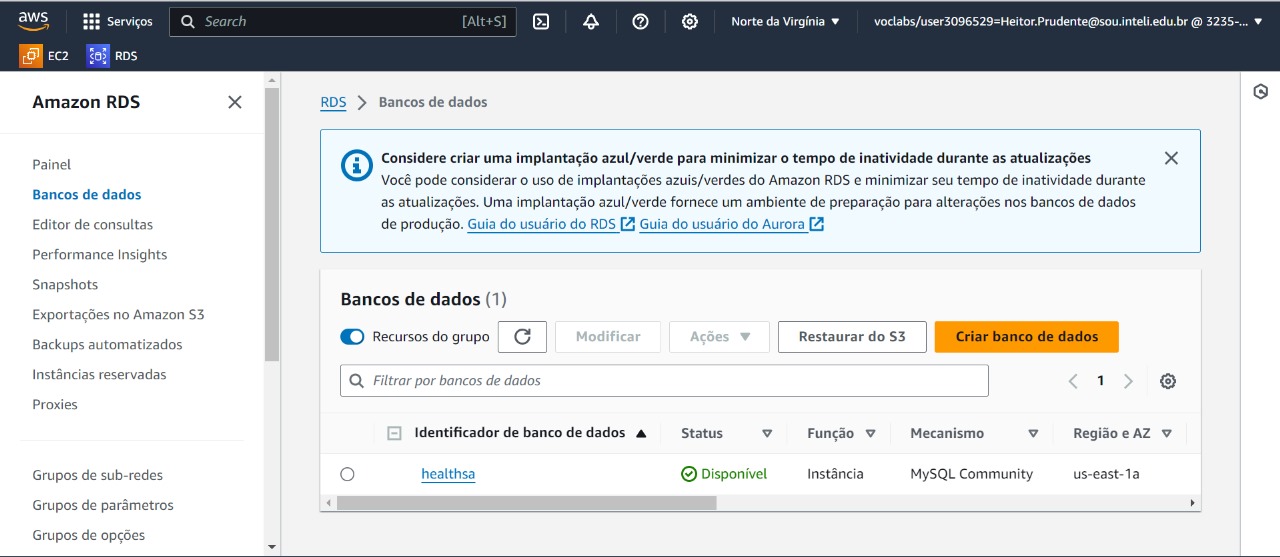 aws
Serviços
Search
[Alt+S]
Norte da Virgínia
voclabs/user3096529=Heitor.Prudente@sou.inteli.edu.br @ 3235-...
EC2
RDS
Amazon RDS
Painel
Bancos de dados
Editor de consultas
Performance Insights
Snapshots
Exportações no Amazon S3
Backups automatizados
Instâncias reservadas
Proxies
Grupos de sub-redes
Grupos de parâmetros
Grupos de opções
RDS > Bancos de dados
Considere criar uma implantação azul/verde para minimizar o tempo de inatividade durante as atualizações
Você pode considerar o uso de implantações azuis/verdes do Amazon RDS e minimizar seu tempo de inatividade durante
as atualizações. Uma implantação azul/verde fornece um ambiente de preparação para alterações nos bancos de dados
de produção. Guia do usuário do RDS Guia do usuário do Aurora
Bancos de dados (1)
Recursos do grupo
Modificar
Ações
Restaurar do S3
Criar banco de dados
Filtrar por bancos de dados
1
Identificador de banco de dados
Status
Função
Mecanismo
Região e AZ
healthsa
Disponível
Instância
MySQL Community
us-east-1a